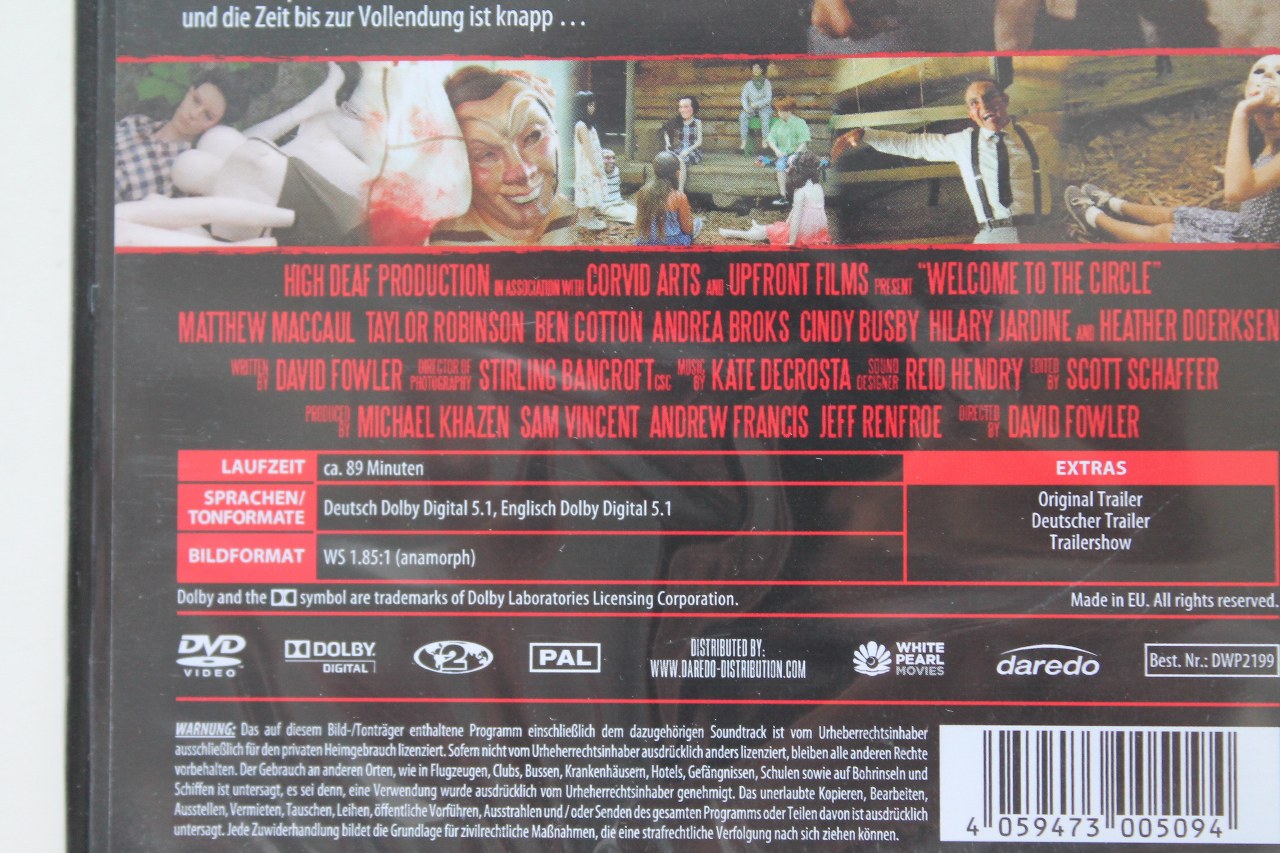 und die Zeit bis zur Vollendung ist knapp ...
HIGH DEAF PRODUCTION IN ASSOCIATION WITH CORVID ARTS AND UPFRONT FILMS PRESENT "WELCOME TO THE CIRCLE"
MATTHEW MACCAUL TAYLOR ROBINSON BEN COTTON ANDREA BROKS CINDY BUSBY HILARY JARDINE AND HEATHER DOERKSEN
WRITTEN BY DAVID FOWLER DIRECTOR OF PHOTOGRAPHY STIRLING BANCROFT CSC MUSIC BY KATE DECROSTA SOUND DESIGNER REID HENDRY EDITED BY SCOTT SCHAFFER
PRODUCED BY MICHAEL KHAZEN SAM VINCENT ANDREW FRANCIS JEFF RENFROE DIRECTED BY DAVID FOWLER
LAUFZEIT ca. 89 Minuten
SPRACHEN/
TONFORMATE Deutsch Dolby Digital 5.1, Englisch Dolby Digital 5.1
BILDFORMAT WS 1.85:1 (anamorph)
EXTRAS
Original Trailer
Deutscher Trailer
Trailershow
Dolby and the symbol are trademarks of Dolby Laboratories Licensing Corporation.
Made in EU. All rights reserved.
DVD
VIDEO
DOLBY
DIGITAL
2
PAL
DISTRIBUTED BY:
WWW.DAREDO-DISTRIBUTION.COM
WHITE
PEARL
MOVIES
daredo
Best. Nr.: DWP2199
WARNUNG: Das auf diesem Bild-/Tonträger enthaltene Programm einschließlich dem dazugehörigen Soundtrack ist vom Urheberrechtsinhaber
ausschließlich für den privaten Heimgebrauch lizenziert. Sofern nicht vom Urheherrechtsinhaber ausdrücklich anders lizenziert, bleiben alle anderen Rechte
vorbehalten. Der Gebrauch an anderen Orten, wie in Flugzeugen, Clubs, Bussen, Krankenhäusern, Hotels, Gefängnissen, Schulen sowie auf Bohrinseln und
Schiffen ist untersagt, es sei denn, eine Verwendung wurde ausdrücklich vom Urheherrechtsinhaber genehmigt. Das unerlaubte Kopieren, Bearbeiten,
Ausstellen, Vermieten, Tauschen, Leihen, öffentliche Vorführen, Ausstrahlen und / oder Senden des gesamten Programms oder Teilen davon ist ausdrücklich
untersagt. Jede Zuwiderhandlung bildet die Grundlage für zivilrechtliche Maßnahmen, die eine strafrechtliche Verfolgung nach sich ziehen können.
4 059473 005094